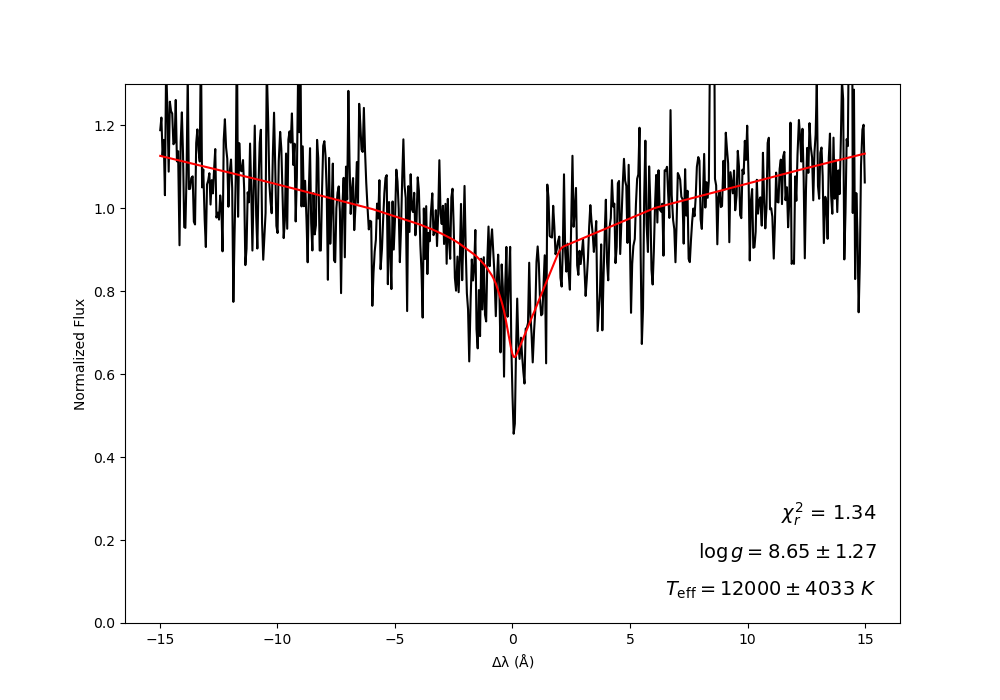 1.2
1.0
0.8
0.6
0.4
0.2
0.0
Normalized Flux
χ²ᵣ = 1.34
log g = 8.65 ± 1.27
T_eff = 12000 ± 4033 K
−15 −10 −5 0 5 10 15
Δλ (Å)